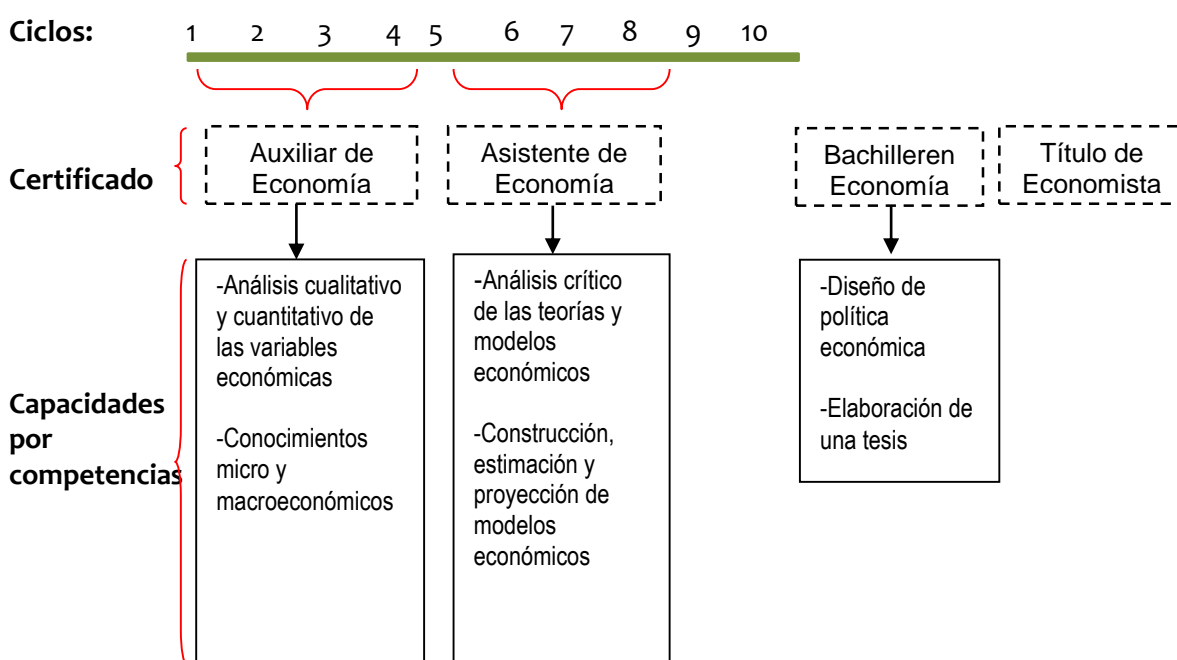 Ciclos: 1 2 3 4 5 6 7 8 9 10
Certificado
Auxiliar de
Economía
Asistente de
Economía
Bachilleren
Economía
Título de
Economista
Capacidades
por
competencias
-Análisis cualitativo
y cuantitativo de
las variables
económicas
-Conocimientos
micro y
macroeconómicos
-Análisis crítico
de las teorías y
modelos
económicos
-Construcción,
estimación y
proyección de
modelos
económicos
-Diseño de
política
económica
-Elaboración de
una tesis